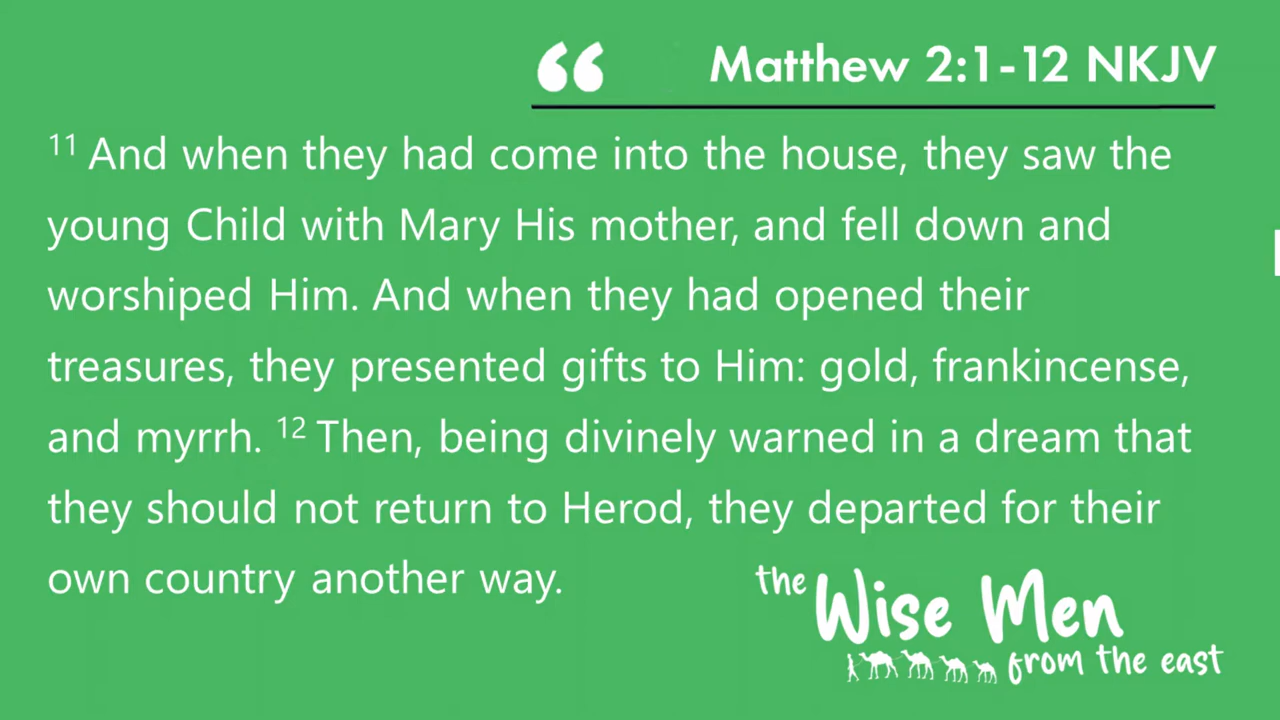 “ Matthew 2:1-12 NKJV
11 And when they had come into the house, they saw the
young Child with Mary His mother, and fell down and
worshiped Him. And when they had opened their
treasures, they presented gifts to Him: gold, frankincense,
and myrrh. 12 Then, being divinely warned in a dream that
they should not return to Herod, they departed for their
own country another way.
the Wise Men
from the east